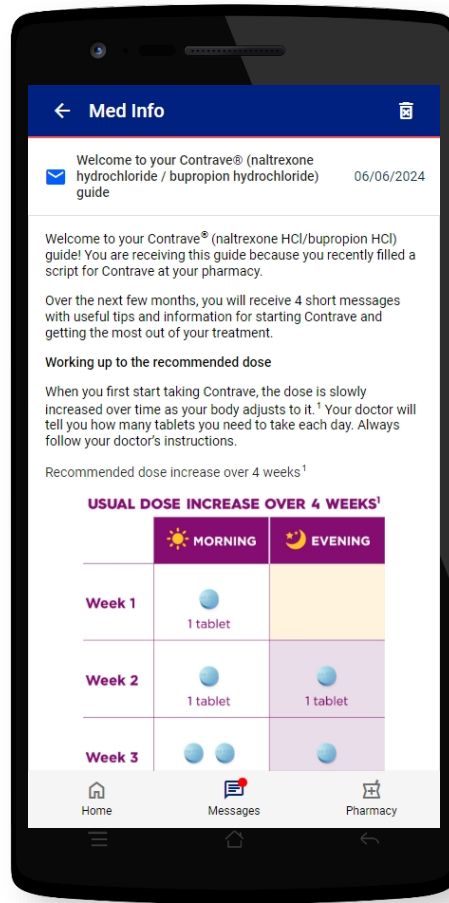 Med Info
Welcome to your Contrave® (naltrexone
hydrochloride / bupropion hydrochloride)
guide
06/06/2024
Welcome to your Contrave® (naltrexone HCl/bupropion HCl)
guide! You are receiving this guide because you recently filled a
script for Contrave at your pharmacy.
Over the next few months, you will receive 4 short messages
with useful tips and information for starting Contrave and
getting the most out of your treatment.
Working up to the recommended dose
When you first start taking Contrave, the dose is slowly
increased over time as your body adjusts to it.¹ Your doctor will
tell you how many tablets you need to take each day. Always
follow your doctor's instructions.
Recommended dose increase over 4 weeks¹
USUAL DOSE INCREASE OVER 4 WEEKS¹
MORNING EVENING
Week 1
1 tablet
Week 2
1 tablet 1 tablet
Week 3
Home Messages Pharmacy